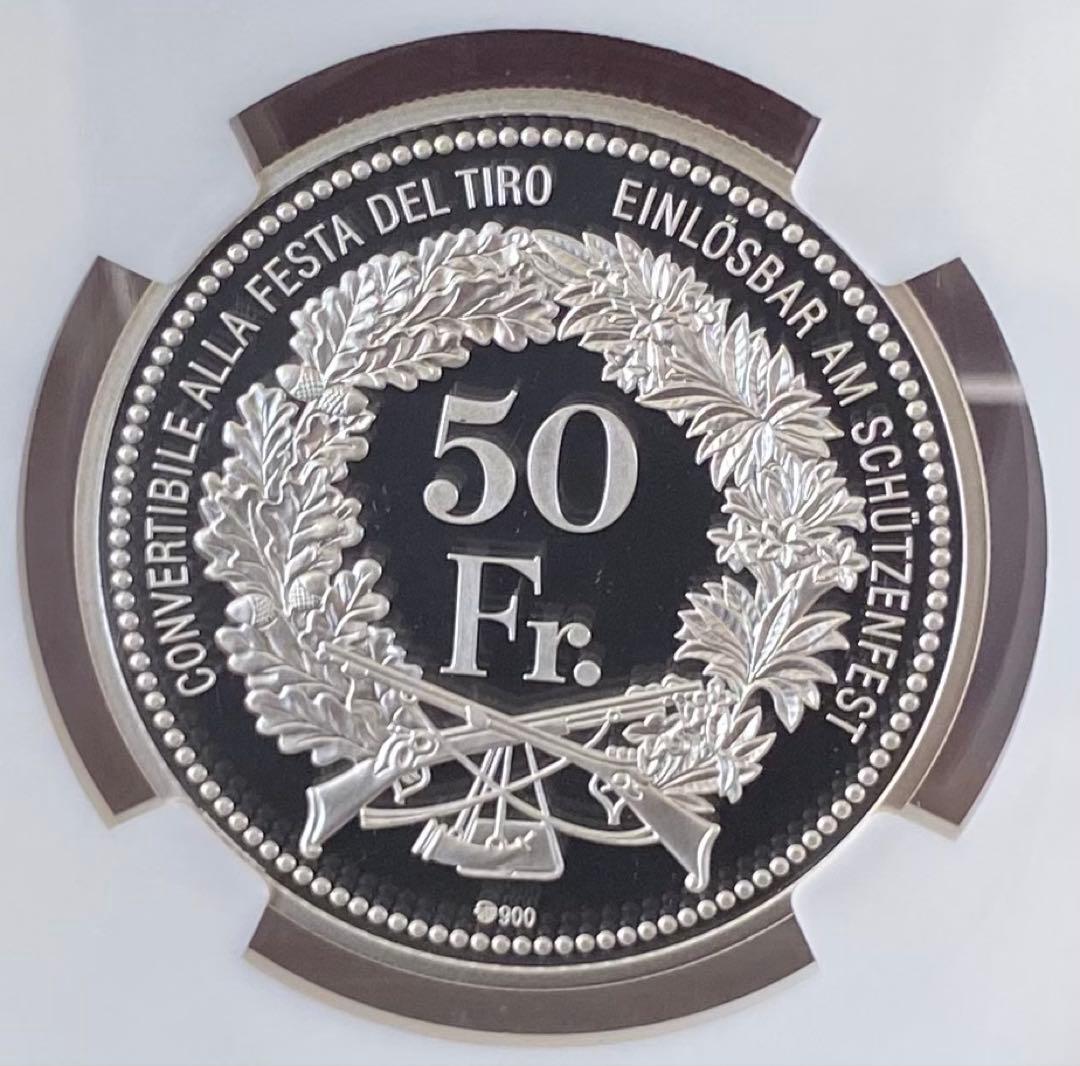 CONVERTIBILE ALLA FESTA DEL TIRO
EINLÖSBAR AM SCHÜTZENFEST
50
Fr.
900